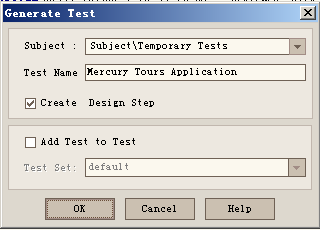 Generate Test
Subject : Subject\Temporary Tests
Test Name Mercury Tours Application
Create Design Step
Add Test to Test
Test Set: default
OK Cancel Help